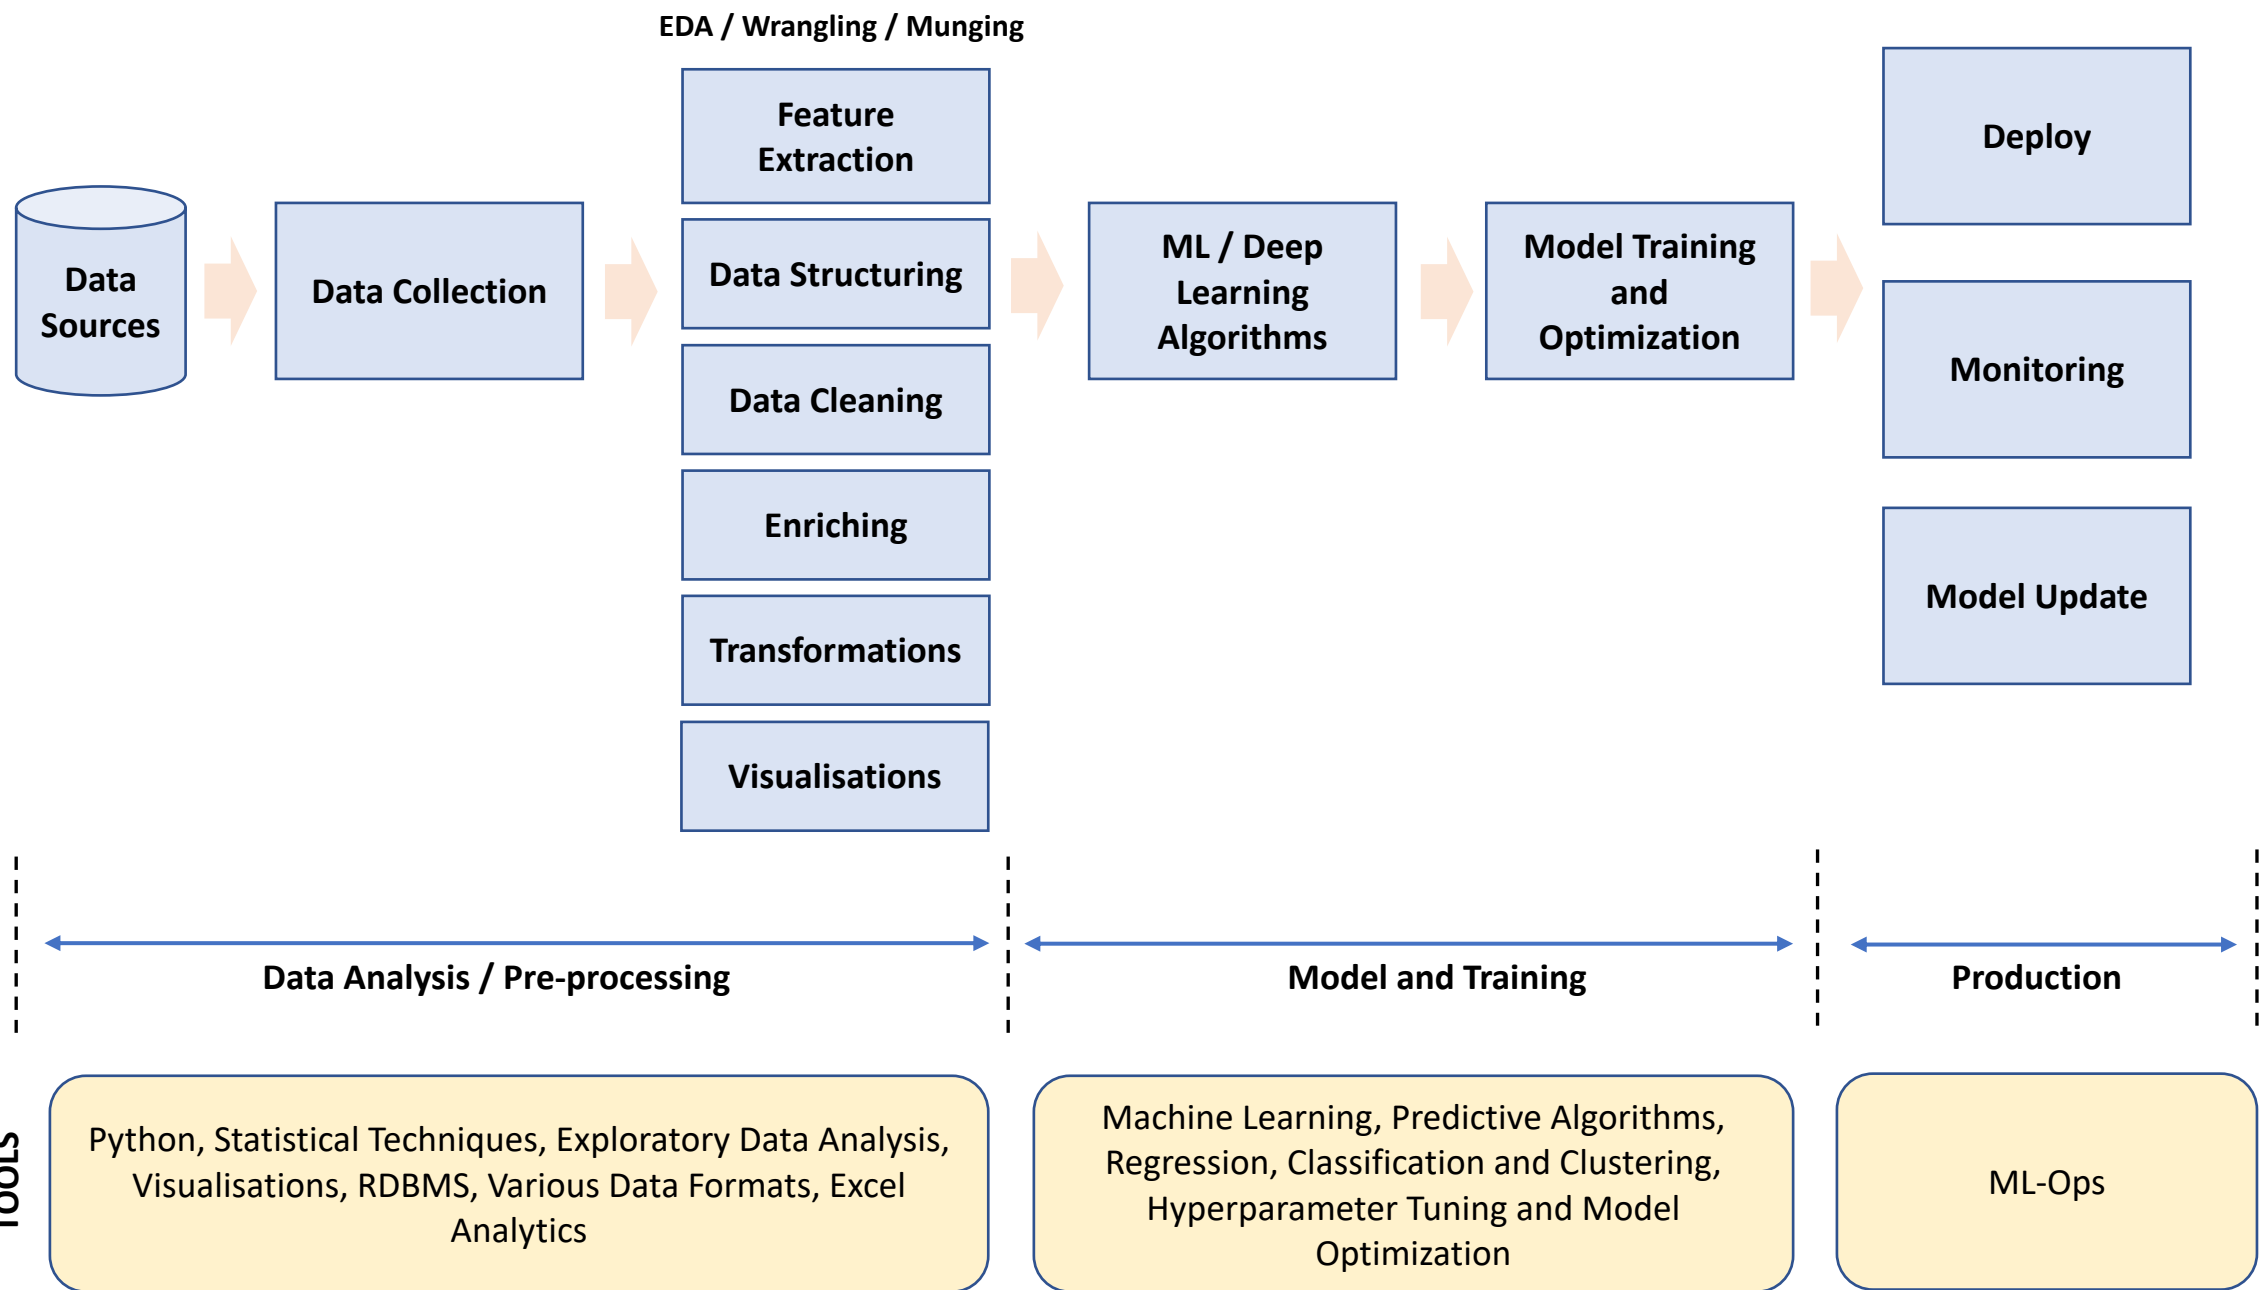 EDA / Wrangling / Munging
Feature
Extraction
Data Structuring
Data Cleaning
Enriching
Transformations
Visualisations
Data
Sources
Data Collection
ML / Deep
Learning
Algorithms
Model Training
and
Optimization
Deploy
Monitoring
Model Update
Data Analysis / Pre-processing
Model and Training
Production
TOOLS
Python, Statistical Techniques, Exploratory Data Analysis,
Visualisations, RDBMS, Various Data Formats, Excel
Analytics
Machine Learning, Predictive Algorithms,
Regression, Classification and Clustering,
Hyperparameter Tuning and Model
Optimization
ML-Ops